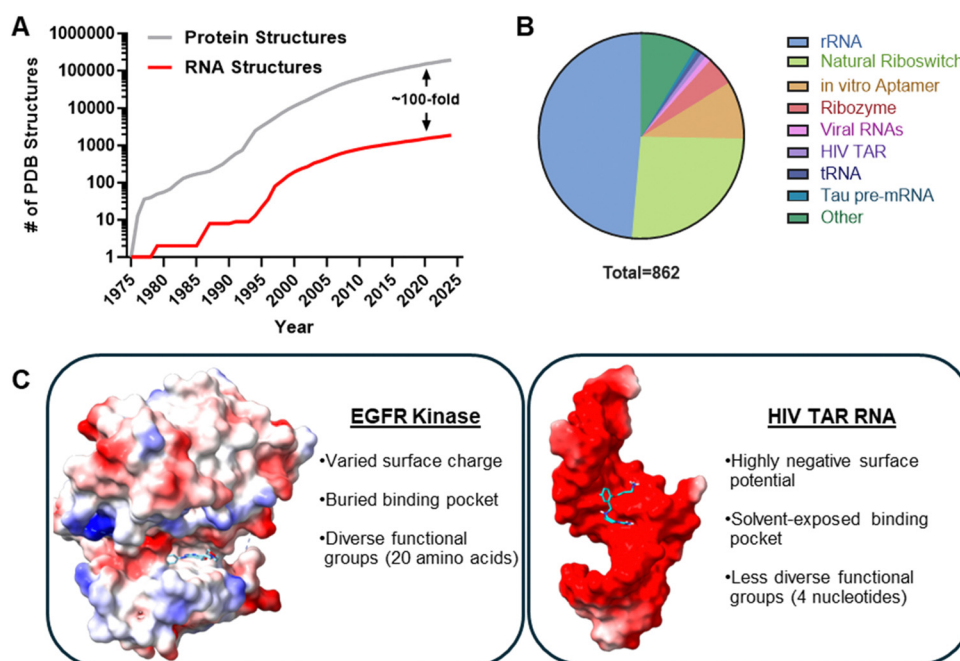 A
# of PDB Structures
1000000
100000
10000
1000
100
10
1
Protein Structures
RNA Structures
~100-fold
1975
1980
1985
1990
1995
2000
2005
2010
2015
2020
2025
Year
B
Total=862
rRNA
Natural Riboswitch
in vitro Aptamer
Ribozyme
Viral RNAs
HIV TAR
tRNA
Tau pre-mRNA
Other
C
EGFR Kinase
•Varied surface charge
•Buried binding pocket
•Diverse functional
groups (20 amino acids)
HIV TAR RNA
•Highly negative surface
potential
•Solvent-exposed binding
pocket
•Less diverse functional
groups (4 nucleotides)